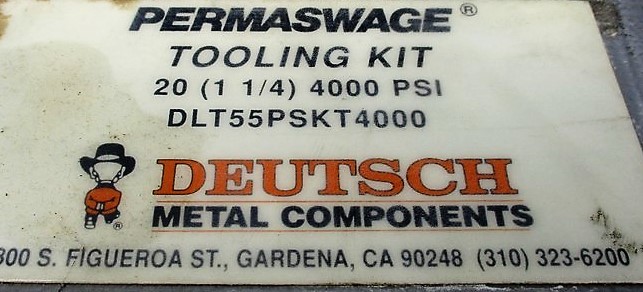 PERMASWAGE®
TOOLING KIT
20 (1 1/4) 4000 PSI
DLT55PSKT4000
DEUTSCH
®
METAL COMPONENTS
800 S. FIGUEROA ST., GARDENA, CA 90248 (310) 323-6200